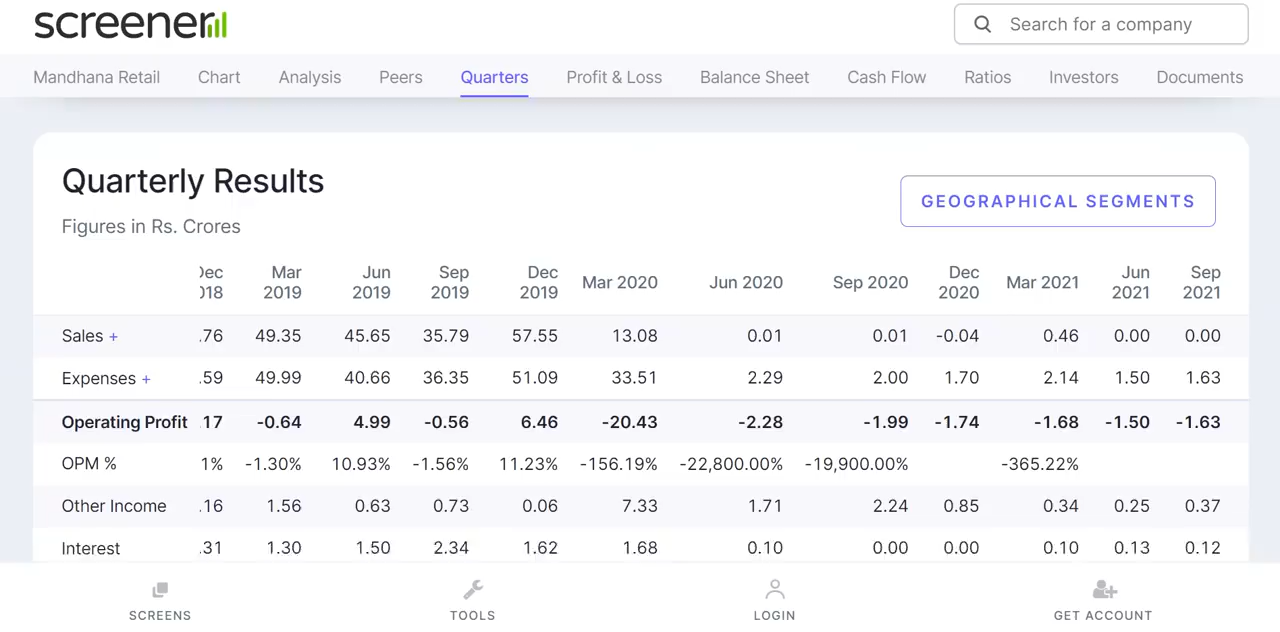 screener
Search for a company
Mandhana Retail Chart Analysis Peers Quarters Profit & Loss Balance Sheet Cash Flow Ratios Investors Documents
Quarterly Results
GEOGRAPHICAL SEGMENTS
Figures in Rs. Crores
Mar 2019 Jun 2019 Sep 2019 Dec 2019 Mar 2020 Jun 2020 Sep 2020 Dec 2020 Mar 2021 Jun 2021 Sep 2021
Sales + .76 49.35 45.65 35.79 57.55 13.08 0.01 0.01 -0.04 0.46 0.00 0.00
Expenses + .59 49.99 40.66 36.35 51.09 33.51 2.29 2.00 1.70 2.14 1.50 1.63
Operating Profit 17 -0.64 4.99 -0.56 6.46 -20.43 -2.28 -1.99 -1.74 -1.68 -1.50 -1.63
OPM % 1% -1.30% 10.93% -1.56% 11.23% -156.19% -22,800.00% -19,900.00% -365.22%
Other Income .16 1.56 0.63 0.73 0.06 7.33 1.71 2.24 0.85 0.34 0.25 0.37
Interest .31 1.30 1.50 2.34 1.62 1.68 0.10 0.00 0.00 0.10 0.13 0.12
SCREENS TOOLS LOGIN GET ACCOUNT